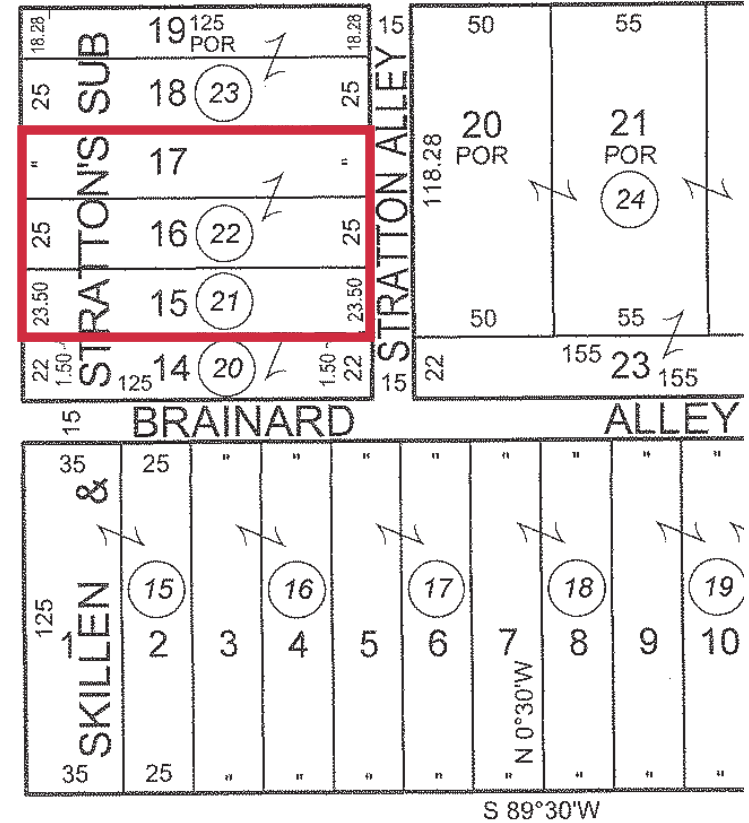 18.28 19 125 POR 18.28
25 18 23 25
" 17 "
25 16 22 25
23.50 15 21 23.50
22 1.50 125 14 20 1.50 22
STRATTON'S SUB
15 STRATTON ALLEY 15
50 55
118.28
20 POR
21 POR
24
50 55
22 155 23 155
15 BRAINARD ALLEY
SKILLEN &
35 25 " " " " " " " "
125
15 16 17 18 19
1 2 3 4 5 6 7 8 9 10
N 0°30'W
35 25 " " " " " " " "
S 89°30'W